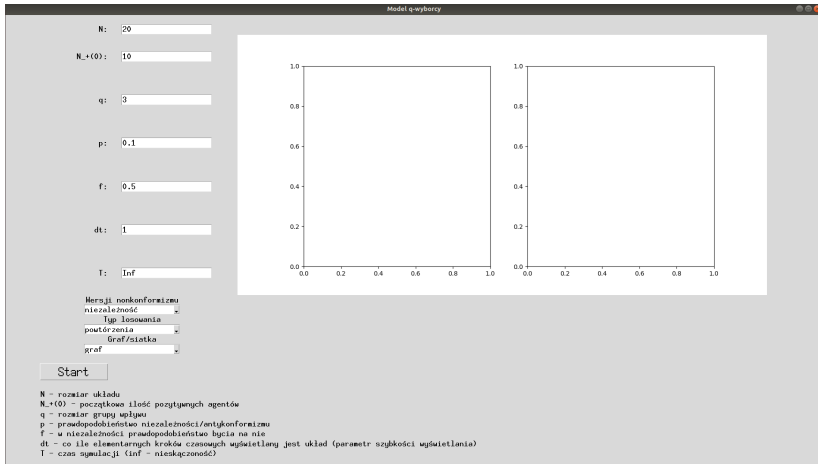 Model q-wyborcy
N: 20
N_+(0): 10
q: 3
p: 0.1
f: 0.5
dt: 1
T: Inf
Wersji nonkonformizmu
niezależność
Typ losowania
powtórzenia
Graf/siatka
graf
Start
1.0
0.8
0.6
0.4
0.2
0.0
0.0 0.2 0.4 0.6 0.8 1.0
1.0
0.8
0.6
0.4
0.2
0.0
0.0 0.2 0.4 0.6 0.8 1.0
N - rozmiar układu
N_+(0) - początkowa ilość pozytywnych agentów
q - rozmiar grupy wpływu
p - prawdopodobieństwo niezależności/antykonformizmu
f - w niezależności prawdopodobieństwo bycia na nie
dt - co ile elementarnych kroków czasowych wyświetlany jest układ (parametr szybkości wyświetlania)
T - czas symulacji (inf - nieskączoność)